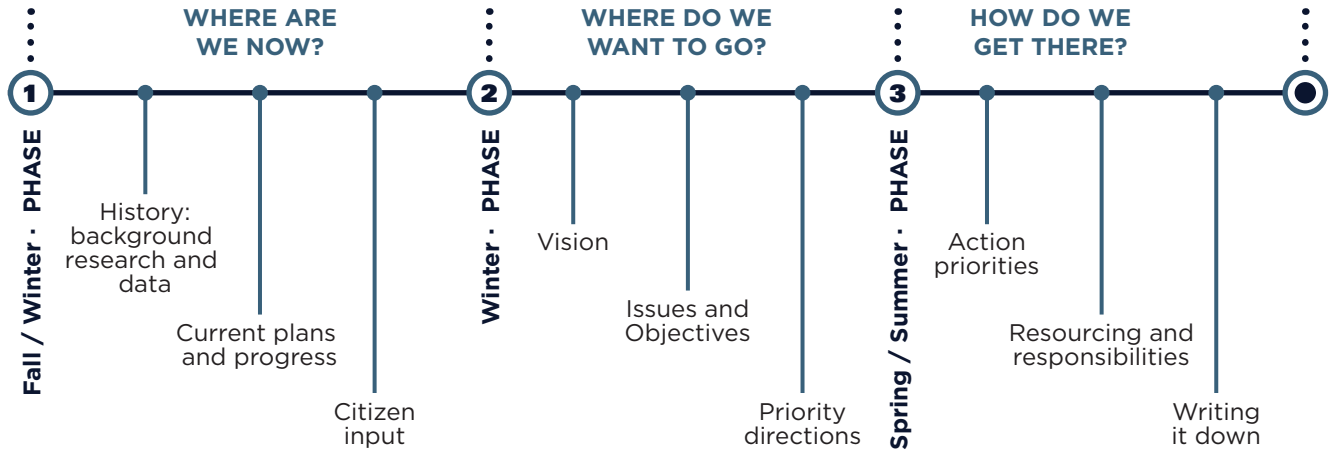 WHERE ARE
WE NOW?
WHERE DO WE
WANT TO GO?
HOW DO WE
GET THERE?
1
2
3
Fall / Winter · PHASE
History:
background
research and
data
Current plans
and progress
Citizen
input
Winter · PHASE
Vision
Issues and
Objectives
Priority
directions
Spring / Summer · PHASE
Action
priorities
Resourcing and
responsibilities
Writing
it down